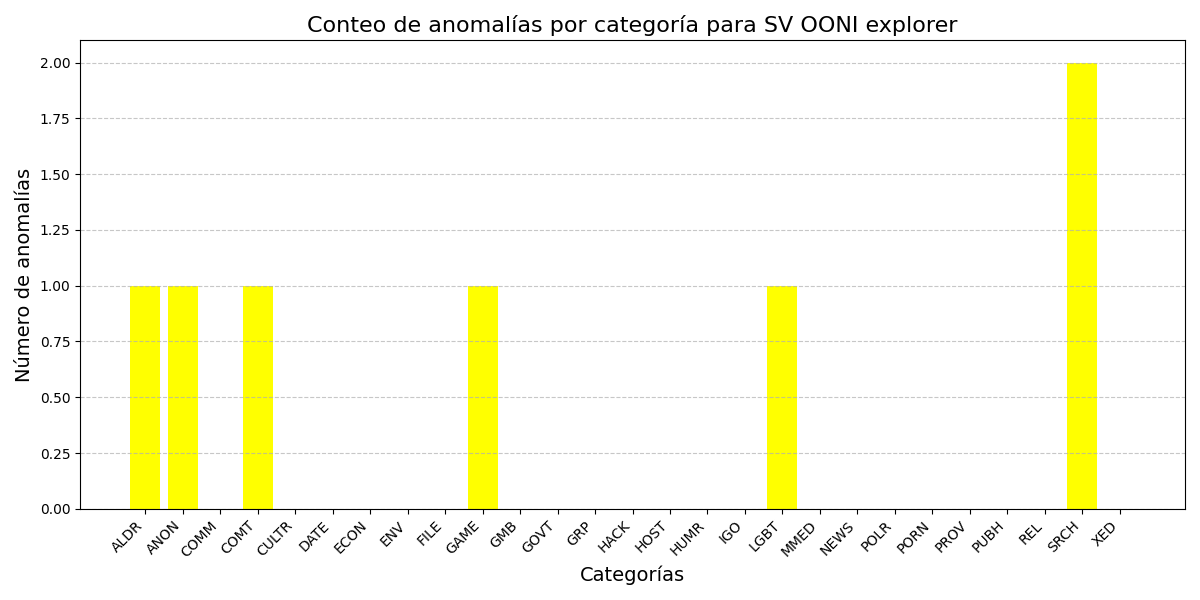 Conteo de anomalías por categoría para SV OONI explorer
Número de anomalías
2.00
1.75
1.50
1.25
1.00
0.75
0.50
0.25
0.00
ALDR
ANON
COMM
COMT
CULTR
DATE
ECON
ENV
FILE
GAME
GMB
GOVT
GRP
HACK
HOST
HUMR
IGO
LGBT
MMED
NEWS
POLR
PORN
PROV
PUBH
REL
SRCH
XED
Categorías